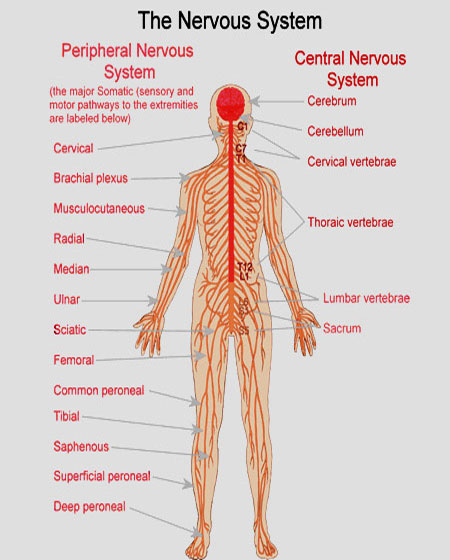 The Nervous System
Peripheral Nervous
System
(the major Somatic (sensory and
motor pathways to the extremities
are labeled below)
Central Nervous
System
Cerebrum
Cerebellum
Cervical vertebrae
Thoraic vertebrae
Lumbar vertebrae
Sacrum
Cervical
Brachial plexus
Musculocutaneous
Radial
Median
Ulnar
Sciatic
Femoral
Common peroneal
Tibial
Saphenous
Superficial peroneal
Deep peroneal
C1
C7
T1
T12
L1
S5